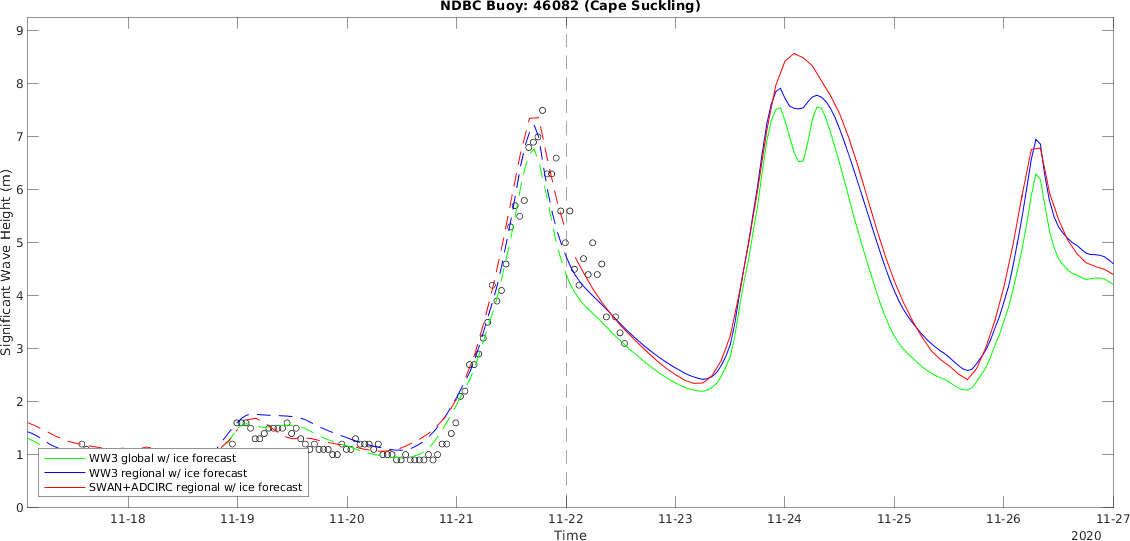 NDBC Buoy: 46082 (Cape Suckling)
9
8
7
6
5
4
3
2
1
0
Significant Wave Height (m)
WW3 global w/ ice forecast
WW3 regional w/ ice forecast
SWAN+ADCIRC regional w/ ice forecast
11-18 11-19 11-20 11-21 11-22 11-23 11-24 11-25 11-26 11-27
Time
2020